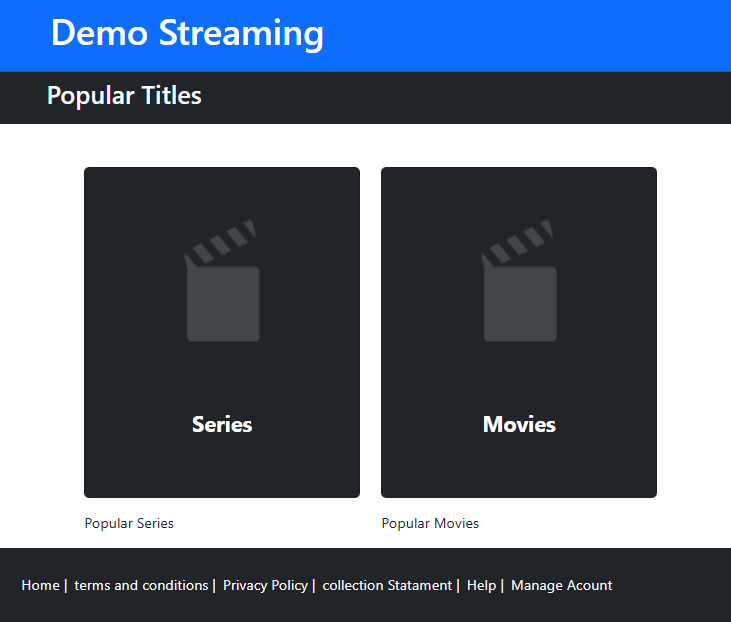 Demo Streaming
Popular Titles
Series
Movies
Popular Series
Popular Movies
Home | terms and conditions | Privacy Policy | collection Statament | Help | Manage Acount